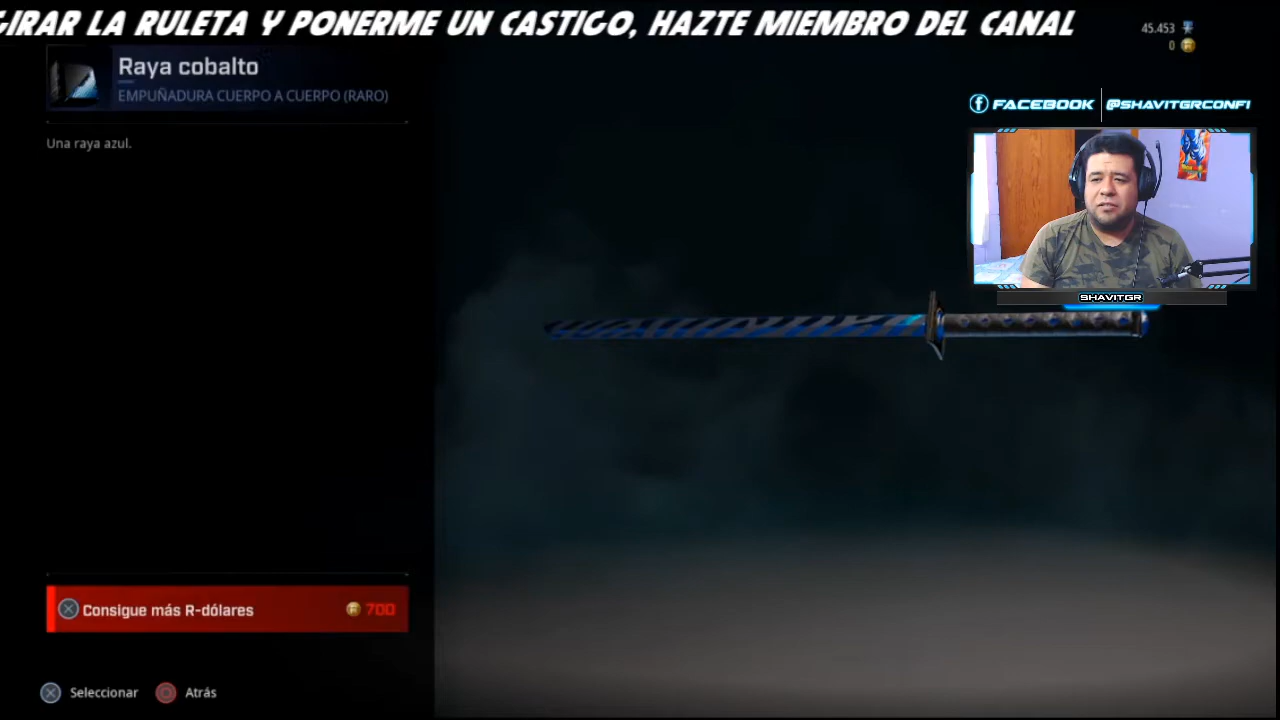 GIRAR LA RULETA Y PONERME UN CASTIGO, HAZTE MIEMBRO DEL CANAL
45.453
0
Raya cobalto
EMPUÑADURA CUERPO A CUERPO (RARO)
Una raya azul.
FACEBOOK @SHAVITGRCONF1
SHAVITGR
Consigue más R-dólares 700
Seleccionar Atrás